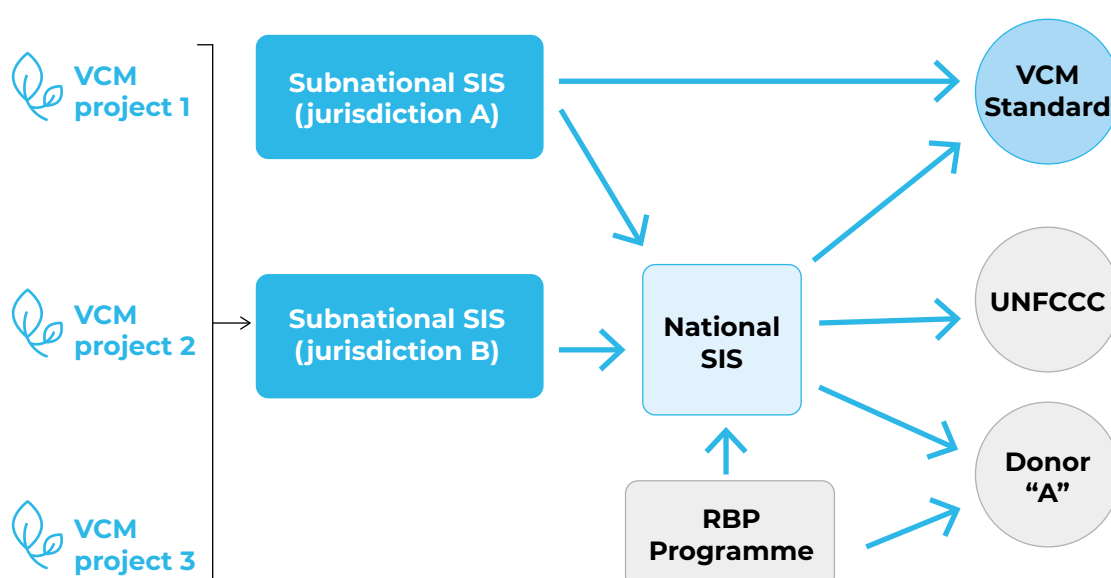 VCM
project 1
Subnational SIS
(jurisdiction A)
VCM
Standard
VCM
project 2
Subnational SIS
(jurisdiction B)
National
SIS
UNFCCC
VCM
project 3
RBP
Programme
Donor
“A”